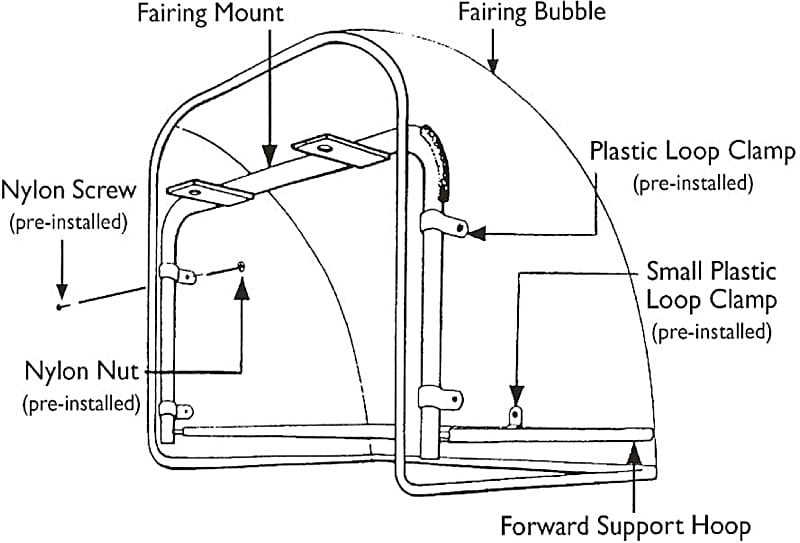 Fairing Mount
Fairing Bubble
Plastic Loop Clamp
(pre-installed)
Nylon Screw
(pre-installed)
Small Plastic
Loop Clamp
(pre-installed)
Nylon Nut
(pre-installed)
Forward Support Hoop